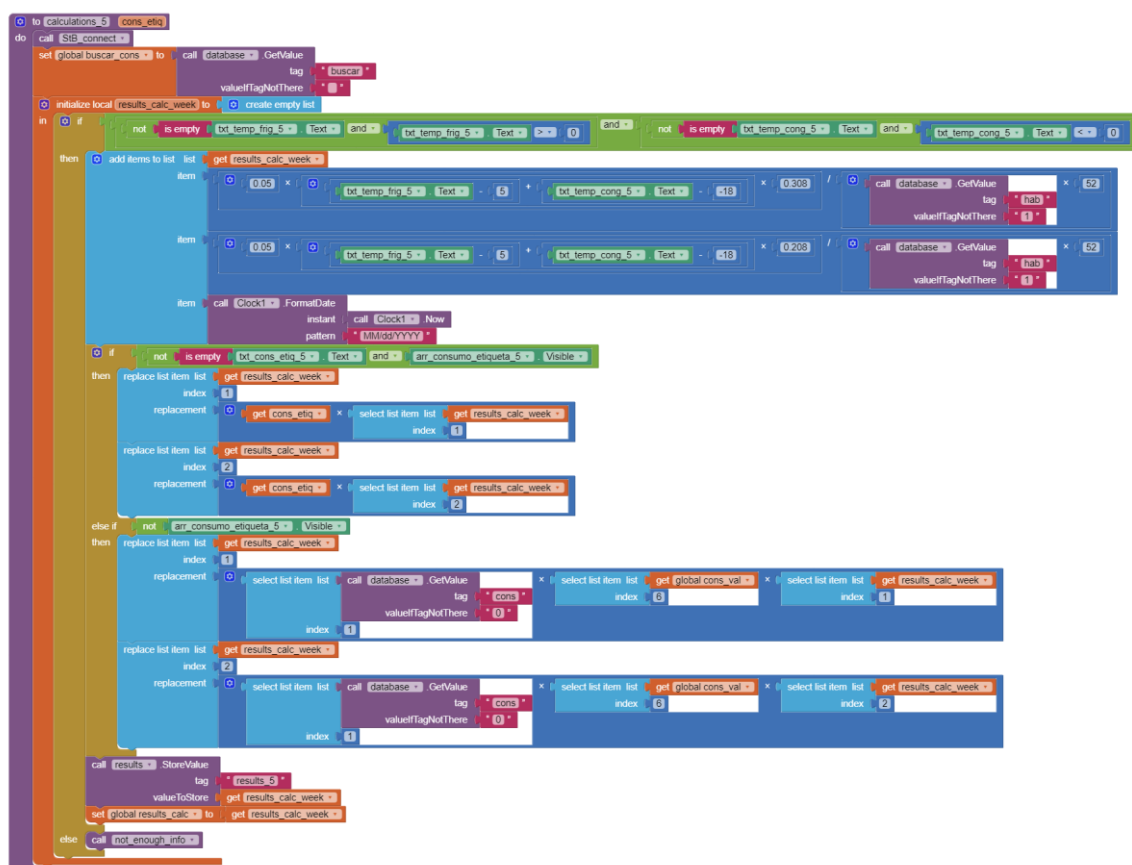 to calculations_5 cons_etiq
do call StB_connect
set global buscar_cons to call database .GetValue
tag " buscar "
valueIfTagNotThere " "
initialize local results_calc_week to create empty list
in if not is empty txt_temp_frig_5 . Text and txt_temp_frig_5 . Text > 0 and not is empty txt_temp_cong_5 . Text and txt_temp_cong_5 . Text < 0
then add items to list list get results_calc_week
item 0.05 × txt_temp_frig_5 . Text - 5 + txt_temp_cong_5 . Text - -18 × 0.308 / call database .GetValue × 52
tag " hab "
valueIfTagNotThere " 1 "
item 0.05 × txt_temp_frig_5 . Text - 5 + txt_temp_cong_5 . Text - -18 × 0.208 / call database .GetValue × 52
tag " hab "
valueIfTagNotThere " 1 "
item call Clock1 .FormatDate
instant call Clock1 .Now
pattern " MM/dd/YYYY "
if not is empty txt_cons_etiq_5 . Text and arr_consumo_etiqueta_5 . Visible
then replace list item list get results_calc_week
index 1
replacement get cons_etiq × select list item list get results_calc_week
index 1
replace list item list get results_calc_week
index 2
replacement get cons_etiq × select list item list get results_calc_week
index 2
else if not arr_consumo_etiqueta_5 . Visible
then replace list item list get results_calc_week
index 1
replacement select list item list call database .GetValue × select list item list get global cons_val × select list item list get results_calc_week
tag " cons " index 6 index 1
valueIfTagNotThere " 0 "
index 1
replace list item list get results_calc_week
index 2
replacement select list item list call database .GetValue × select list item list get global cons_val × select list item list get results_calc_week
tag " cons " index 6 index 2
valueIfTagNotThere " 0 "
index 1
call results .StoreValue
tag " results_5 "
valueToStore get results_calc_week
set global results_calc to get results_calc_week
else call not_enough_info